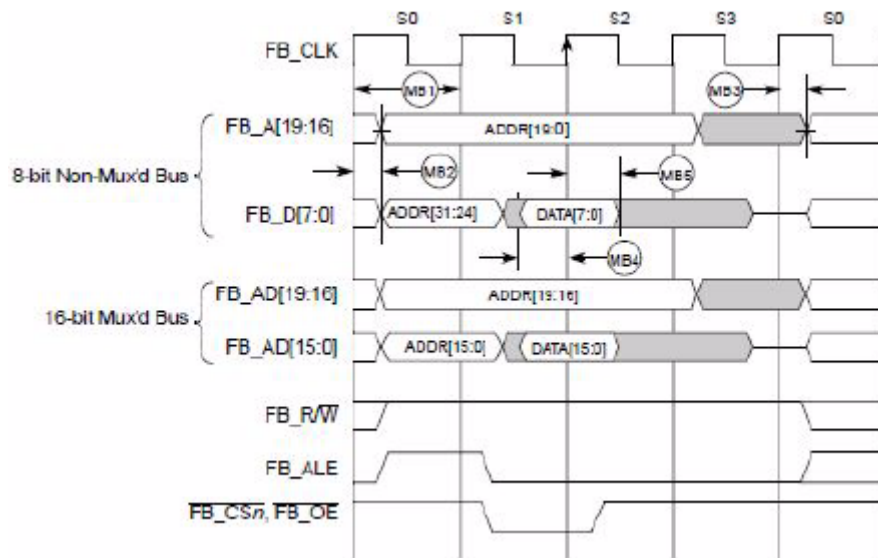 S0 S1 S2 S3 S0
FB_CLK
MB1 MB3
FB_A[19:16] ADDR[19:0]
8-bit Non-Mux'd Bus
MB2 MB5
FB_D[7:0] ADDR[31:24] DATA[7:0]
MB4
FB_AD[19:16] ADDR[19:16]
16-bit Mux'd Bus
FB_AD[15:0] ADDR[15:0] DATA[15:0]
FB_R/W̅
FB_ALE
F̅B̅_̅C̅S̅n̅, F̅B̅_̅O̅E̅